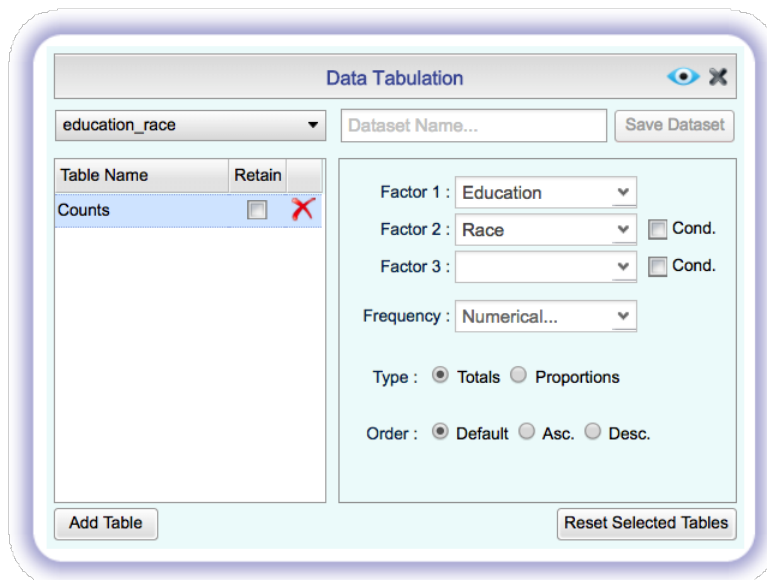 Data Tabulation
education_race
Dataset Name...
Save Dataset
Table Name Retain
Counts
Factor 1 : Education
Factor 2 : Race Cond.
Factor 3 : Cond.
Frequency : Numerical...
Type : Totals Proportions
Order : Default Asc. Desc.
Add Table
Reset Selected Tables